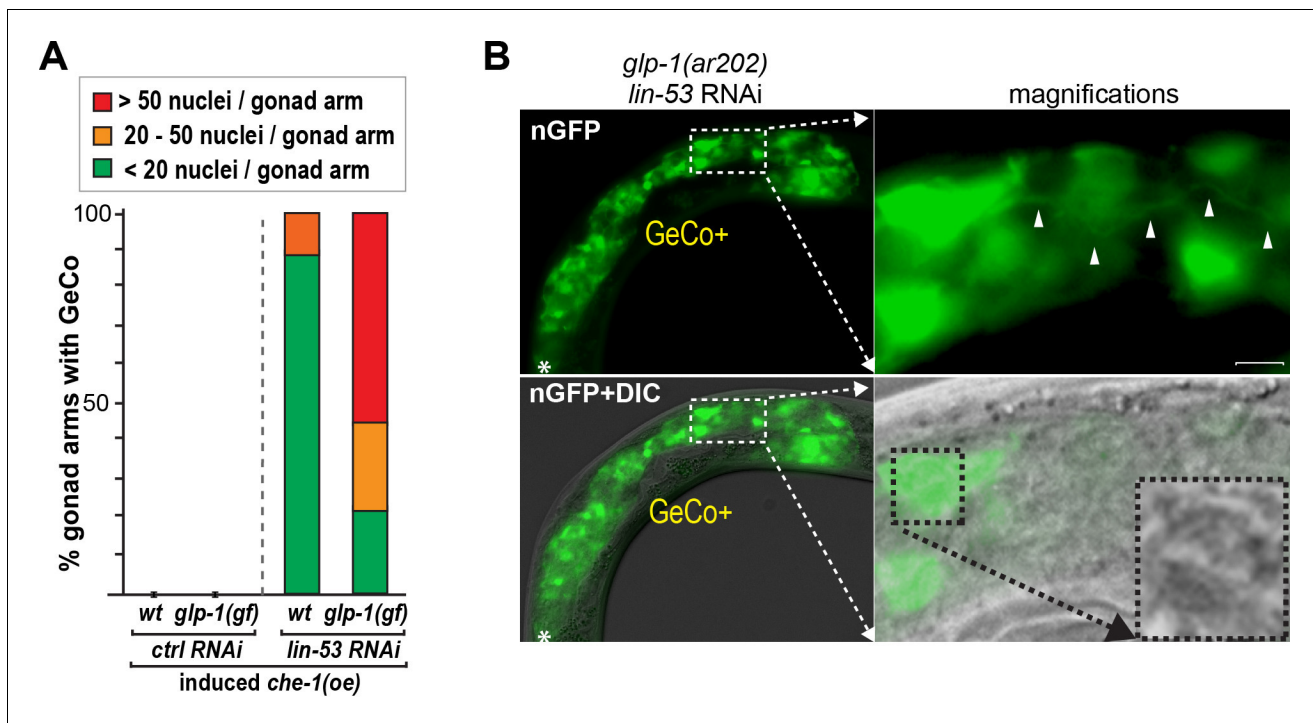 A
> 50 nuclei / gonad arm
20 - 50 nuclei / gonad arm
< 20 nuclei / gonad arm
% gonad arms with GeCo
100
50
wt glp-1(gf) wt glp-1(gf)
ctrl RNAi lin-53 RNAi
induced che-1(oe)
B
glp-1(ar202)
lin-53 RNAi
magnifications
nGFP
GeCo+
*
nGFP+DIC
GeCo+
*